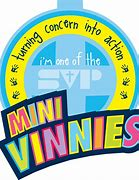 turning concern into action
i'm one of the
SVP
MINI
VINNIES